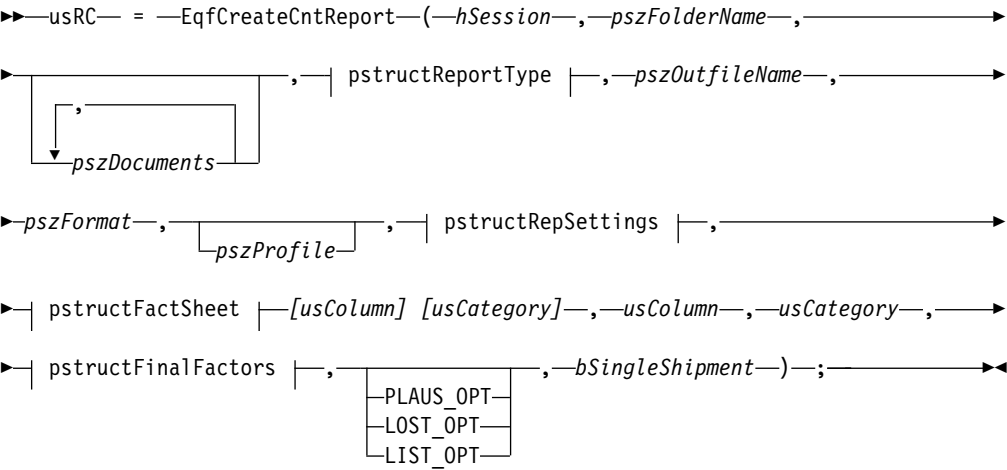 usRC = EqfCreateCntReport ( hSession , pszFolderName ,
, pstructReportType , pszOutfileName ,
,
pszDocuments
pszFormat , , pstructRepSettings ,
pszProfile
pstructFactSheet [usColumn] [usCategory] , usColumn , usCategory ,
pstructFinalFactors , , bSingleShipment ) ;
PLAUS_OPT
LOST_OPT
LIST_OPT